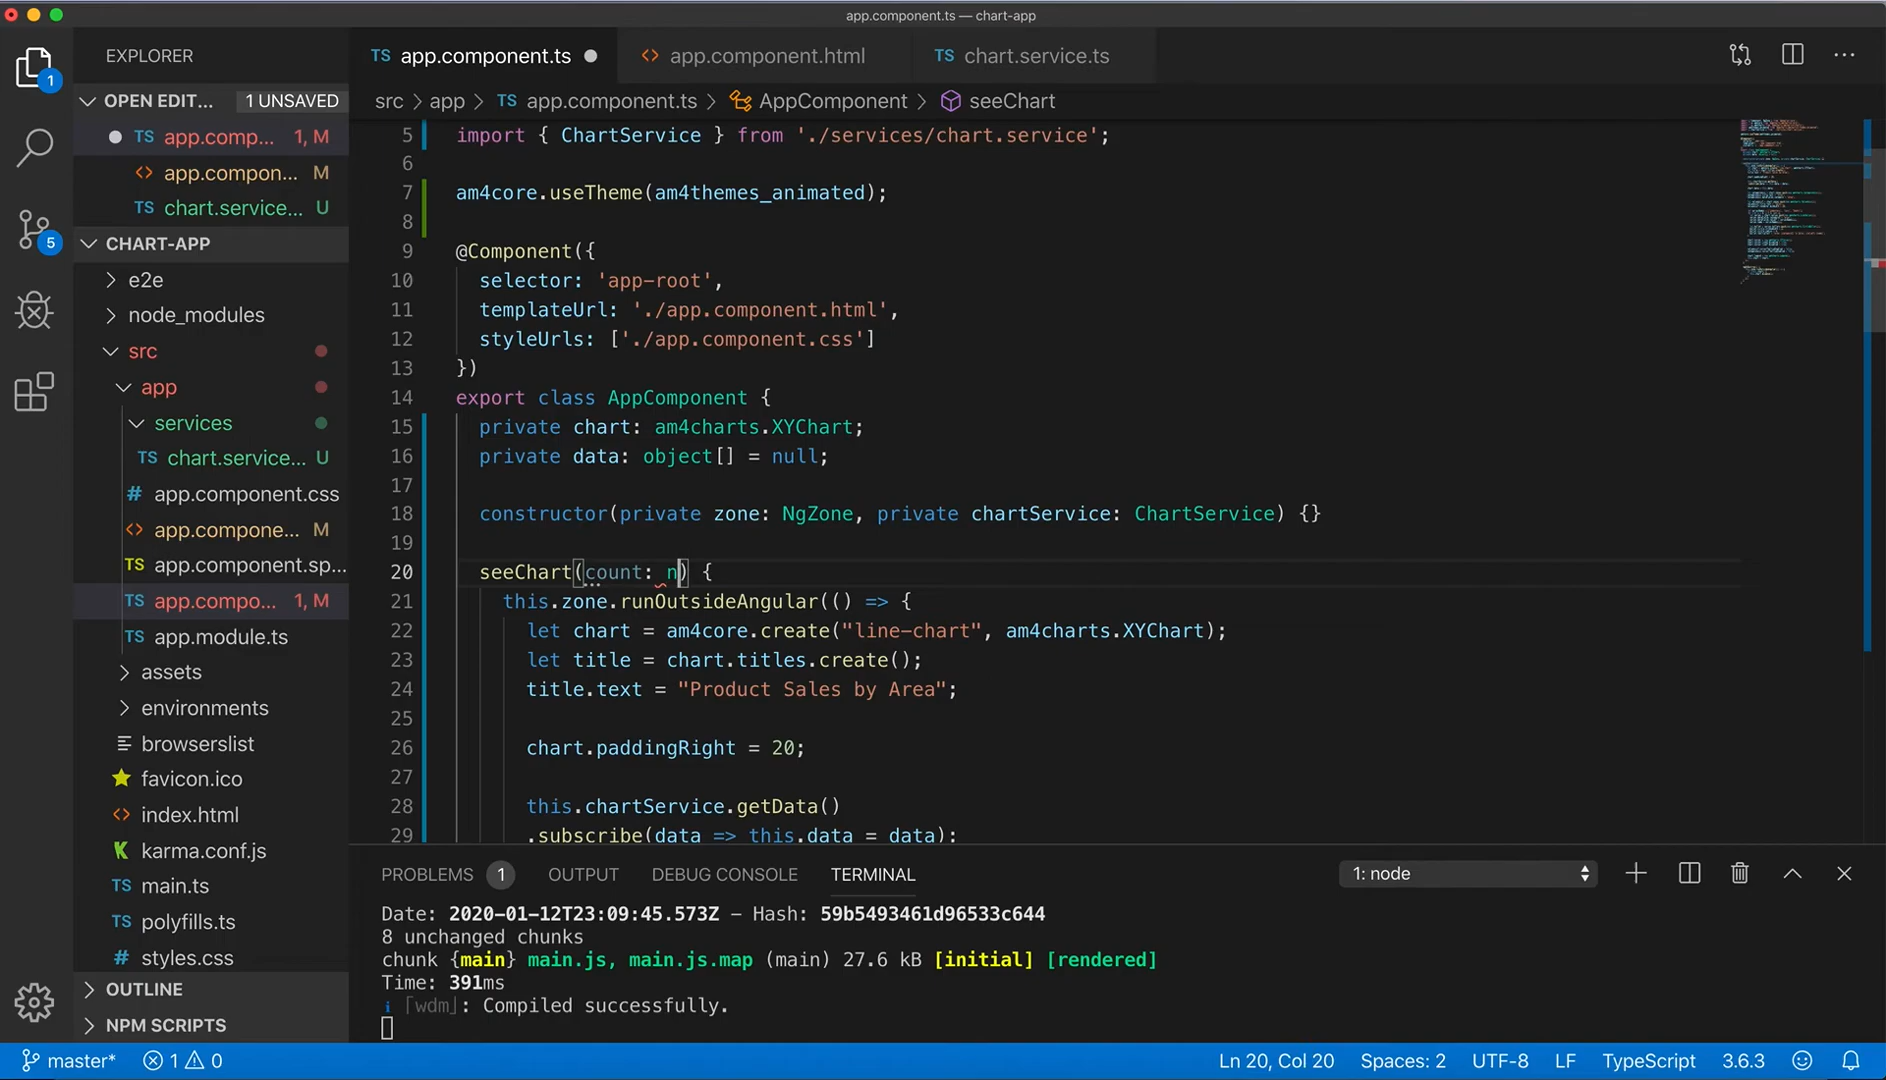 app.component.ts — chart-app
EXPLORER
1
OPEN EDIT... 1 UNSAVED
TS app.comp... 1, M
<> app.compon... M
TS chart.service... U
5
CHART-APP
e2e
node_modules
src
app
services
TS chart.service... U
# app.component.css
<> app.compone... M
TS app.component.sp...
TS app.compo... 1, M
TS app.module.ts
assets
environments
browserslist
favicon.ico
<> index.html
karma.conf.js
TS main.ts
TS polyfills.ts
# styles.css
OUTLINE
NPM SCRIPTS
TS app.component.ts ● <> app.component.html TS chart.service.ts ...
src > app > TS app.component.ts > AppComponent > seeChart
5 import { ChartService } from './services/chart.service';
6
7 am4core.useTheme(am4themes_animated);
8
9 @Component({
10 selector: 'app-root',
11 templateUrl: './app.component.html',
12 styleUrls: ['./app.component.css']
13 })
14 export class AppComponent {
15 private chart: am4charts.XYChart;
16 private data: object[] = null;
17
18 constructor(private zone: NgZone, private chartService: ChartService) {}
19
20 seeChart(count: n) {
21 this.zone.runOutsideAngular(() => {
22 let chart = am4core.create("line-chart", am4charts.XYChart);
23 let title = chart.titles.create();
24 title.text = "Product Sales by Area";
25
26 chart.paddingRight = 20;
27
28 this.chartService.getData()
29 .subscribe(data => this.data = data);
PROBLEMS 1 OUTPUT DEBUG CONSOLE TERMINAL 1: node
Date: 2020-01-12T23:09:45.573Z – Hash: 59b5493461d96533c644
8 unchanged chunks
chunk {main} main.js, main.js.map (main) 27.6 kB [initial] [rendered]
Time: 391ms
i ｢wdm｣: Compiled successfully.
master* 1 0 Ln 20, Col 20 Spaces: 2 UTF-8 LF TypeScript 3.6.3